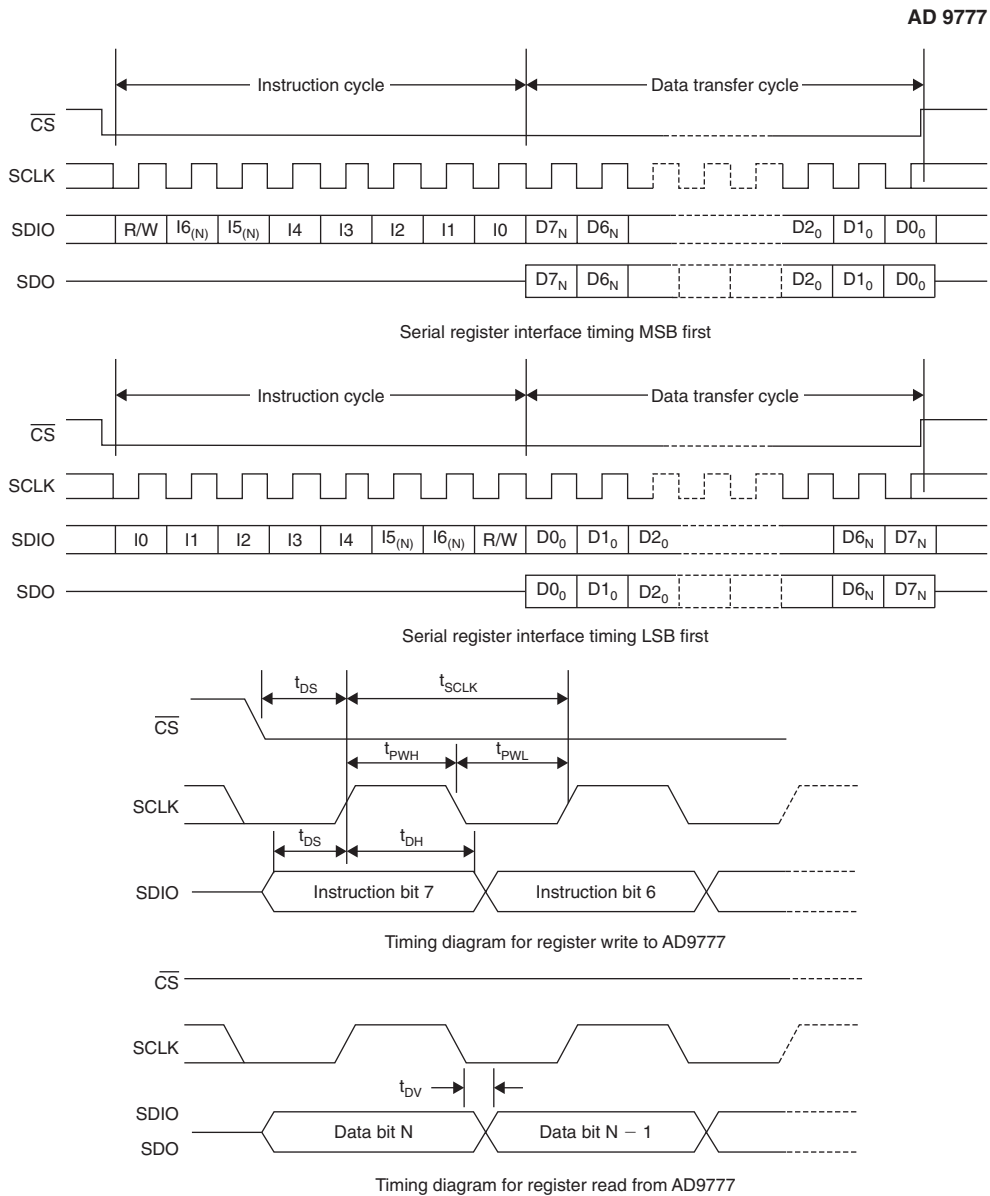 AD 9777
Instruction cycle Data transfer cycle
CS
SCLK
SDIO R/W I6(N) I5(N) I4 I3 I2 I1 I0 D7N D6N D20 D10 D00
SDO D7N D6N D20 D10 D00
Serial register interface timing MSB first
Instruction cycle Data transfer cycle
CS
SCLK
SDIO I0 I1 I2 I3 I4 I5(N) I6(N) R/W D00 D10 D20 D6N D7N
SDO D00 D10 D20 D6N D7N
Serial register interface timing LSB first
tDS tSCLK
CS
tPWH tPWL
SCLK
tDS tDH
SDIO Instruction bit 7 Instruction bit 6
Timing diagram for register write to AD9777
CS
SCLK
tDV
SDIO
Data bit N Data bit N − 1
SDO
Timing diagram for register read from AD9777